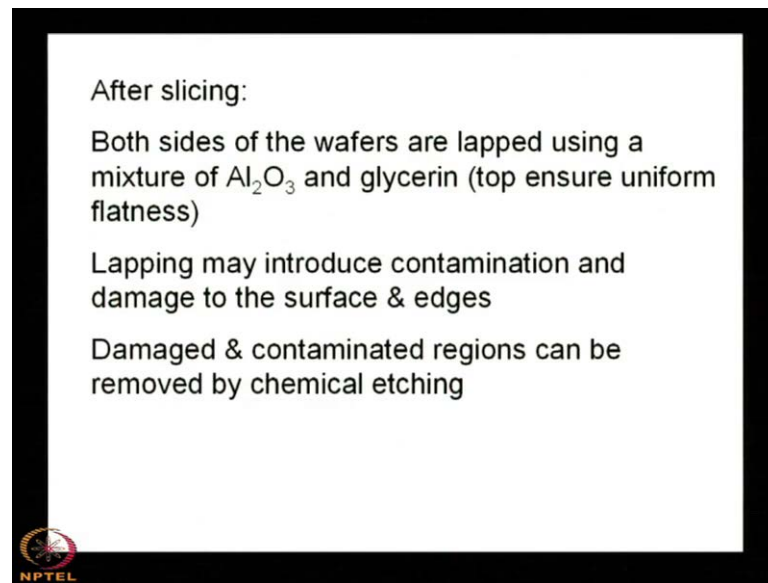 After slicing:
Both sides of the wafers are lapped using a
mixture of Al₂O₃ and glycerin (top ensure uniform
flatness)
Lapping may introduce contamination and
damage to the surface & edges
Damaged & contaminated regions can be
removed by chemical etching
NPTEL